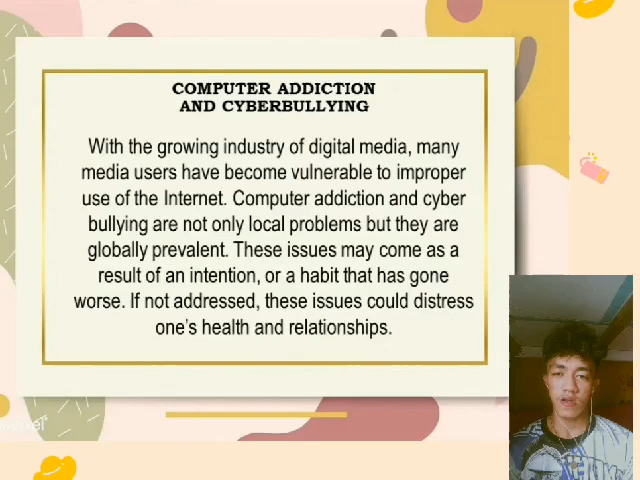 COMPUTER ADDICTION
AND CYBERBULLYING
With the growing industry of digital media, many
media users have become vulnerable to improper
use of the Internet. Computer addiction and cyber
bullying are not only local problems but they are
globally prevalent. These issues may come as a
result of an intention, or a habit that has gone
worse. If not addressed, these issues could distress
one's health and relationships.